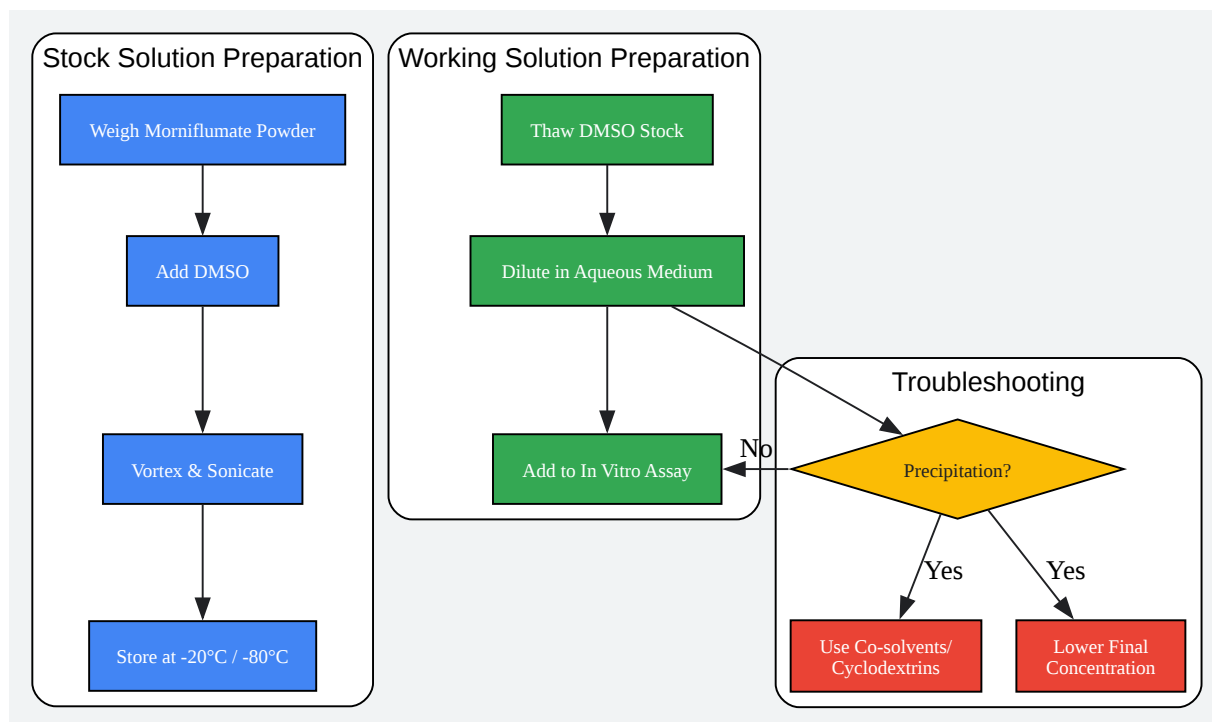 Stock Solution Preparation
Weigh Morniflumate Powder
Add DMSO
Vortex & Sonicate
Store at -20°C / -80°C
Working Solution Preparation
Thaw DMSO Stock
Dilute in Aqueous Medium
Add to In Vitro Assay
Troubleshooting
No
Precipitation?
Yes
Yes
Use Co-solvents/
Cyclodextrins
Lower Final
Concentration